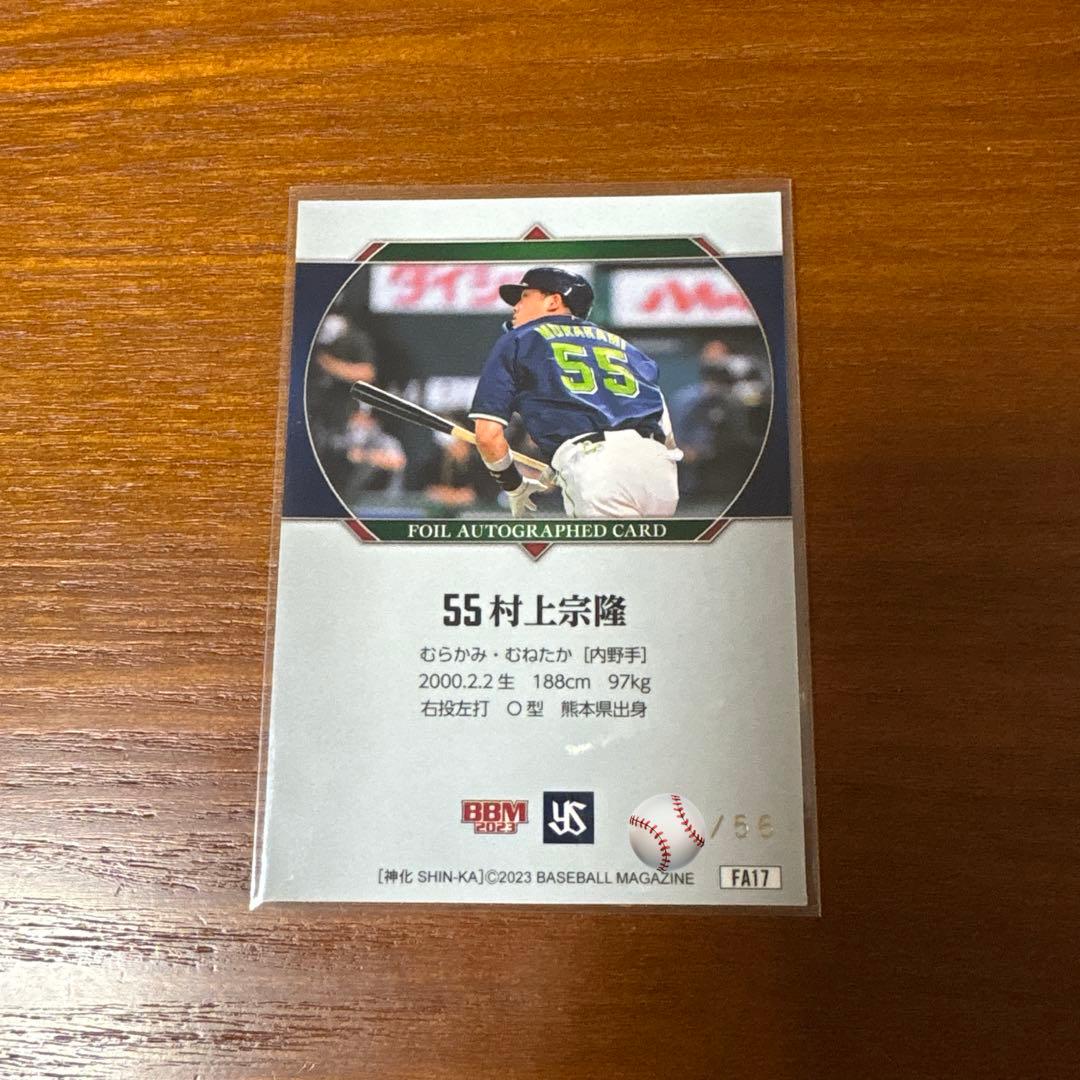 MURAKAMI
55
FOIL AUTOGRAPHED CARD
55 村上宗隆
むらかみ・むねたか [内野手]
2000.2.2生 188cm 97kg
右投左打 O型 熊本県出身
BBM
2023
YS
/56
[神化 SHIN-KA]©2023 BASEBALL MAGAZINE
FA17